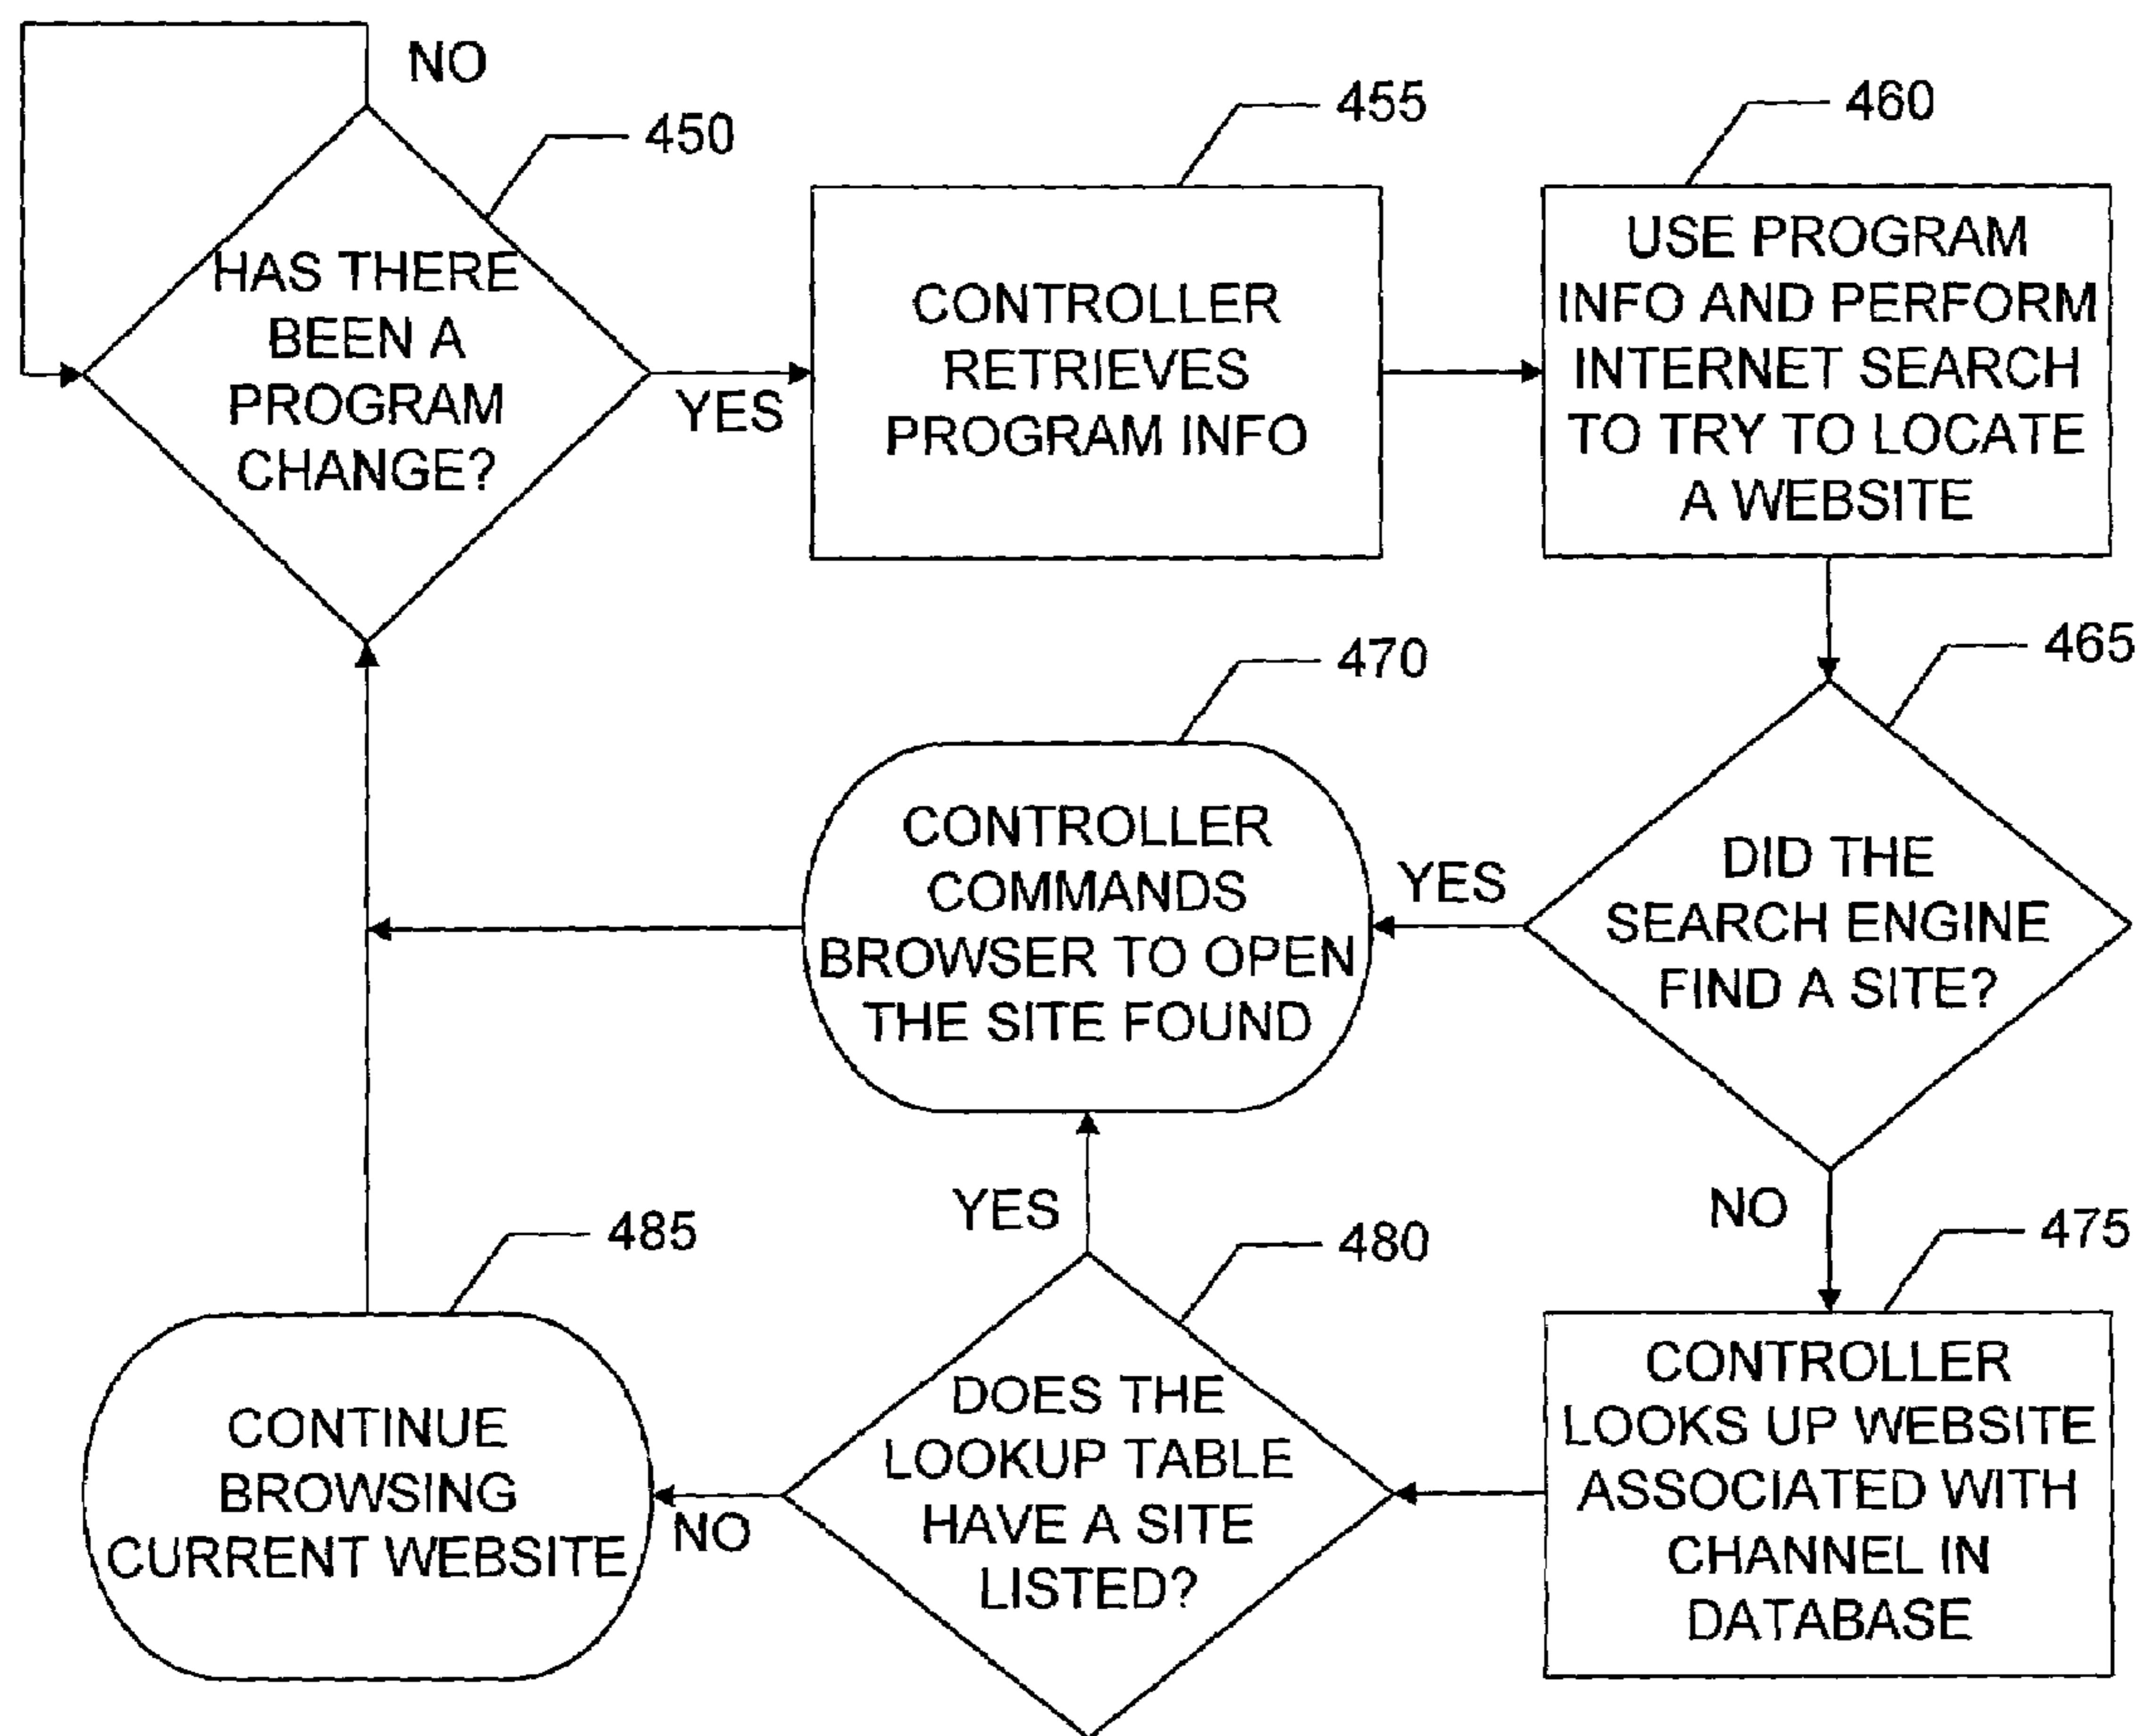 NO
450
HAS THERE
BEEN A
PROGRAM
CHANGE?
YES
455
CONTROLLER
RETRIEVES
PROGRAM INFO
460
USE PROGRAM
INFO AND PERFORM
INTERNET SEARCH
TO TRY TO LOCATE
A WEBSITE
465
DID THE
SEARCH ENGINE
FIND A SITE?
YES
470
CONTROLLER
COMMANDS
BROWSER TO OPEN
THE SITE FOUND
NO
475
CONTROLLER
LOOKS UP WEBSITE
ASSOCIATED WITH
CHANNEL IN
DATABASE
480
DOES THE
LOOKUP TABLE
HAVE A SITE
LISTED?
YES
NO
485
CONTINUE
BROWSING
CURRENT WEBSITE